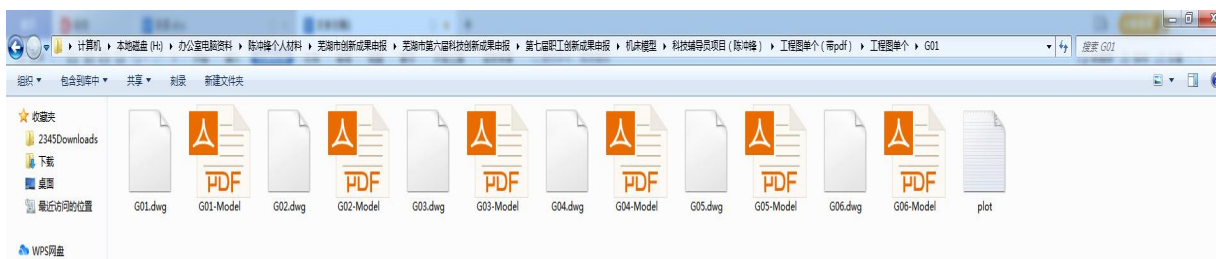 计算机 ▸ 本地磁盘 (H:) ▸ 办公室电脑资料 ▸ 陈冲锋个人材料 ▸ 芜湖市创新成果申报 ▸ 芜湖市第六届科技创新成果申报 ▸ 第七届职工创新成果申报 ▸ 机床模型 ▸ 科技辅导员项目 ( 陈冲锋 ) ▸ 工程图单个 ( 带pdf ) ▸ 工程图单个 ▸ G01
搜索 G01
组织 包含到库中 共享 刻录 新建文件夹
收藏夹
2345Downloads
下载
桌面
最近访问的位置
WPS网盘
PDF PDF PDF PDF PDF PDF
G01.dwg G01-Model G02.dwg G02-Model G03.dwg G03-Model G04.dwg G04-Model G05.dwg G05-Model G06.dwg G06-Model plot